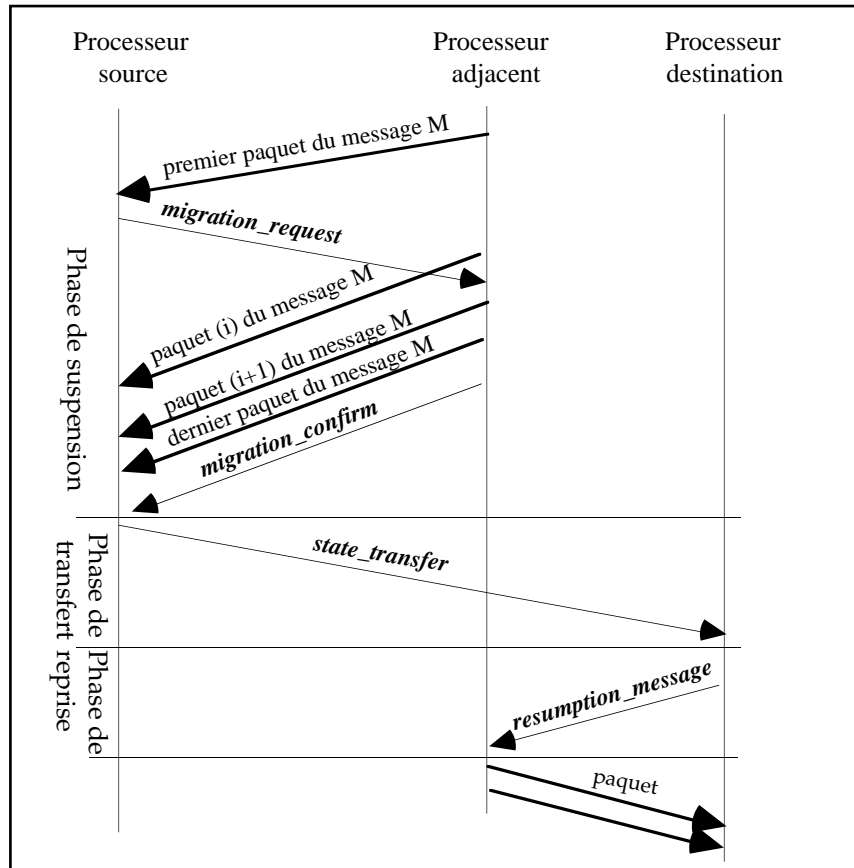 Processeur
source
Processeur
adjacent
Processeur
destination
premier paquet du message M
migration_request
paquet (i) du message M
paquet (i+1) du message M
dernier paquet du message M
migration_confirm
Phase de suspension
state_transfer
Phase de
transfert
resumption_message
Phase de
reprise
paquet